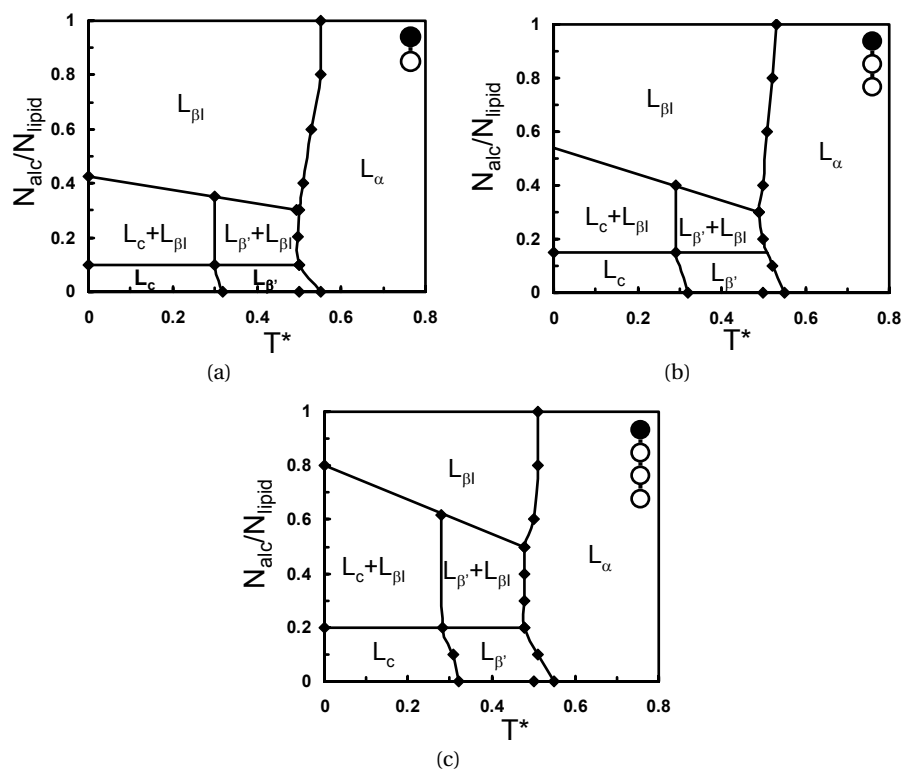 1
0.8
0.6
0.4
0.2
0
N_alc/N_lipid
L_βI
L_α
L_c+L_βI
L_β'+L_βI
L_c
L_β'
0 0.2 0.4 0.6 0.8
T*
(a)
1
0.8
0.6
0.4
0.2
0
N_alc/N_lipid
L_βI
L_α
L_c+L_βI
L_β'+L_βI
L_c
L_β'
0 0.2 0.4 0.6 0.8
T*
(b)
1
0.8
0.6
0.4
0.2
0
N_alc/N_lipid
L_βI
L_α
L_c+L_βI
L_β'+L_βI
L_c
L_β'
0 0.2 0.4 0.6 0.8
T*
(c)